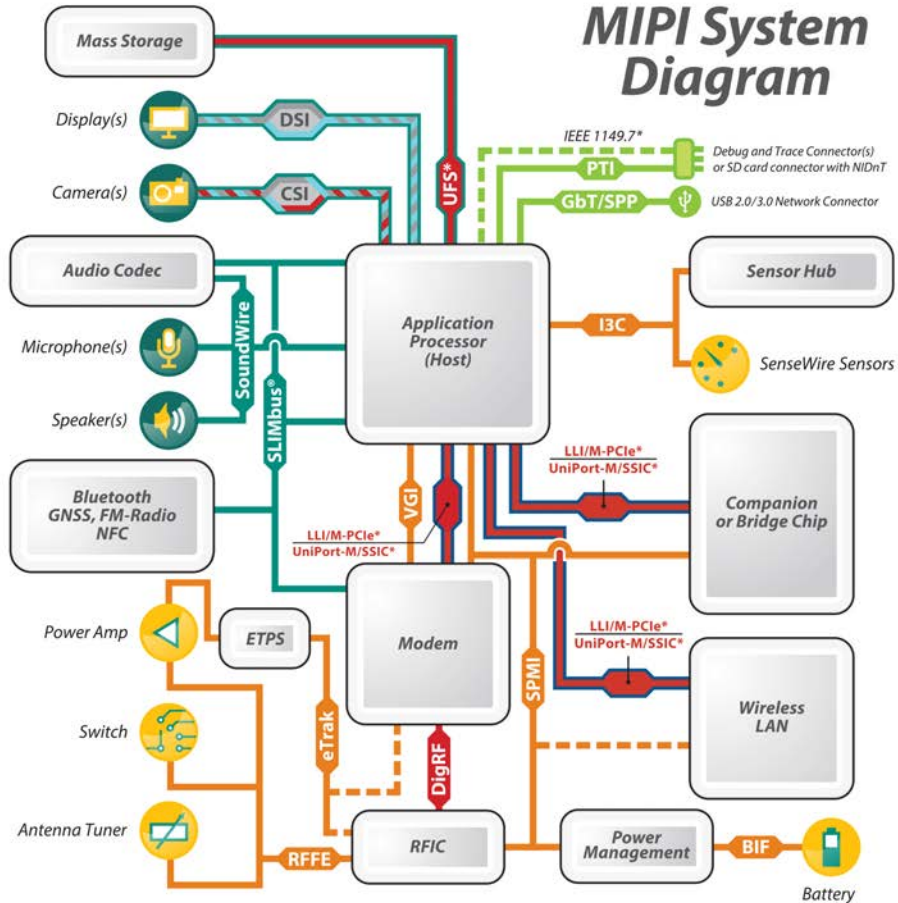 MIPI System
Diagram
Mass Storage
Display(s)
DSI
Camera(s)
CSI
UFS*
IEEE 1149.7*
PTI
Debug and Trace Connector(s)
or SD card connector with NIDnT
GbT/SPP
USB 2.0/3.0 Network Connector
Audio Codec
Microphone(s)
Speaker(s)
SoundWire
SLIMbus®
Application
Processor
(Host)
I3C
Sensor Hub
SenseWire Sensors
Bluetooth
GNSS, FM-Radio
NFC
VGI
LLI/M-PCIe*
UniPort-M/SSIC*
LLI/M-PCIe*
UniPort-M/SSIC*
Companion
or Bridge Chip
Power Amp
ETPS
Modem
LLI/M-PCIe*
UniPort-M/SSIC*
SPMI
Wireless
LAN
Switch
eTrak
DigRF
Antenna Tuner
RFFE
RFIC
Power
Management
BIF
Battery